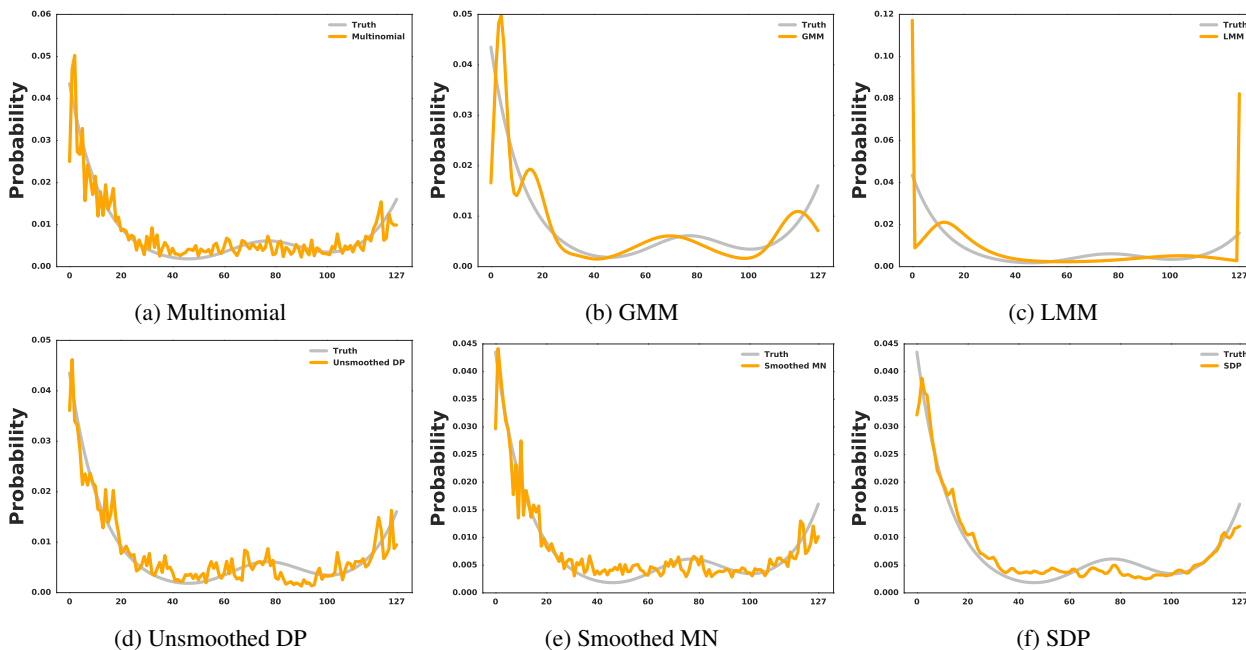 0.06
0.05
0.04
0.03
0.02
0.01
0.00
Probability
Truth
Multinomial
0 20 40 60 80 100 127
(a) Multinomial
0.05
0.04
0.03
0.02
0.01
0.00
Probability
Truth
GMM
0 20 40 60 80 100 127
(b) GMM
0.12
0.10
0.08
0.06
0.04
0.02
0.00
Probability
Truth
LMM
0 20 40 60 80 100 127
(c) LMM
0.05
0.04
0.03
0.02
0.01
0.00
Probability
Truth
Unsmoothed DP
0 20 40 60 80 100 127
(d) Unsmoothed DP
0.045
0.040
0.035
0.030
0.025
0.020
0.015
0.010
0.005
0.000
Probability
Truth
Smoothed MN
0 20 40 60 80 100 127
(e) Smoothed MN
0.045
0.040
0.035
0.030
0.025
0.020
0.015
0.010
0.005
0.000
Probability
Truth
SDP
0 20 40 60 80 100 127
(f) SDP